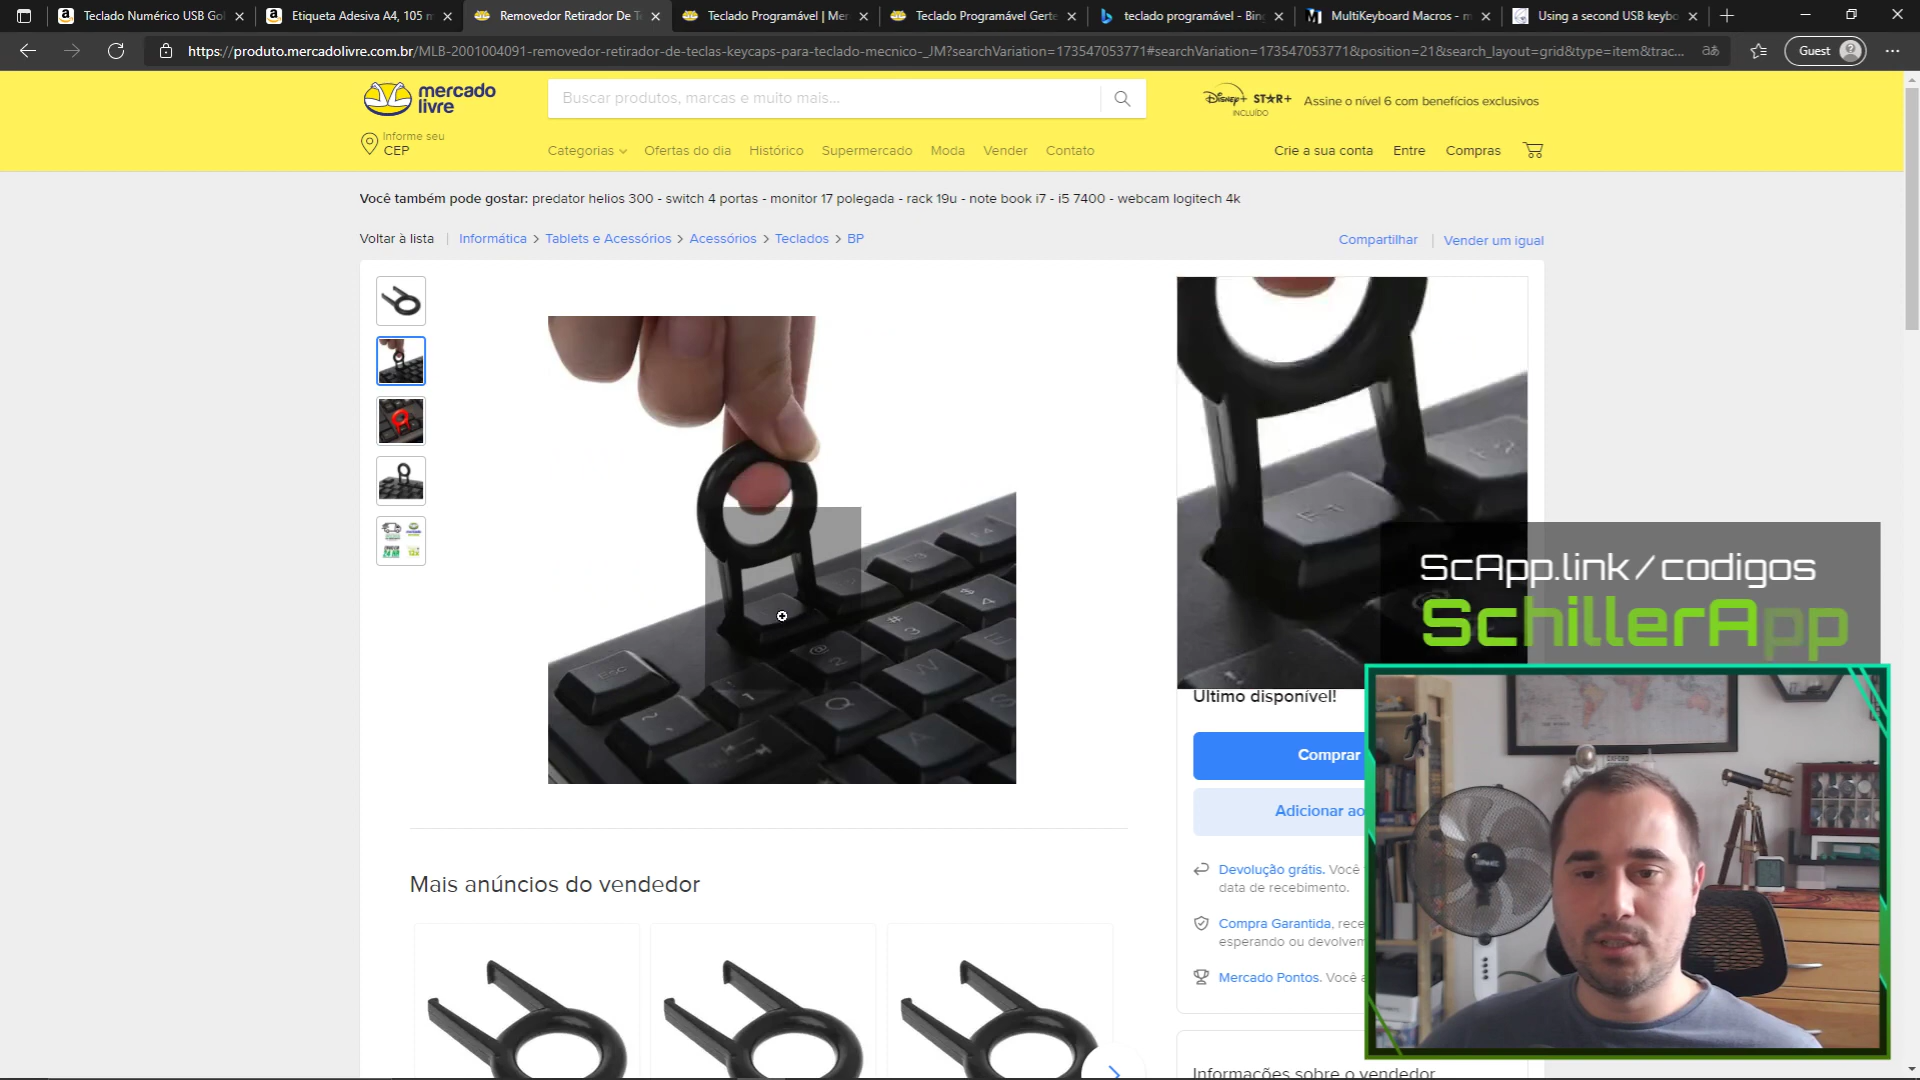 Teclado Numérico USB Gol
Etiqueta Adesiva A4, 105 m
Removedor Retirador De T
Teclado Programável | Mer
Teclado Programável Gerte
teclado programável - Bing
MultiKeyboard Macros - m
Using a second USB keybo
https://produto.mercadolivre.com.br/MLB-2001004091-removedor-retirador-de-teclas-keycaps-para-teclado-mecnico-_JM?searchVariation=173547053771#searchVariation=173547053771&position=21&search_layout=grid&type=item&trac...
Guest
mercado
livre
Buscar produtos, marcas e muito mais...
Disney+ STAR+
INCLUÍDO
Assine o nível 6 com benefícios exclusivos
Informe seu
CEP
Categorias
Ofertas do dia
Histórico
Supermercado
Moda
Vender
Contato
Crie a sua conta
Entre
Compras
Você também pode gostar: predator helios 300 - switch 4 portas - monitor 17 polegada - rack 19u - note book i7 - i5 7400 - webcam logitech 4k
Voltar à lista
Informática > Tablets e Acessórios > Acessórios > Teclados > BP
Compartilhar
Vender um igual
Esc
F1
ScApp.link/codigos
SchillerApp
Último disponível!
Comprar
Adicionar ao
Devolução grátis. Você
data de recebimento.
Compra Garantida, rece
esperando ou devolvem
Mercado Pontos. Você a
Mais anúncios do vendedor
Informações sobre o vendedor